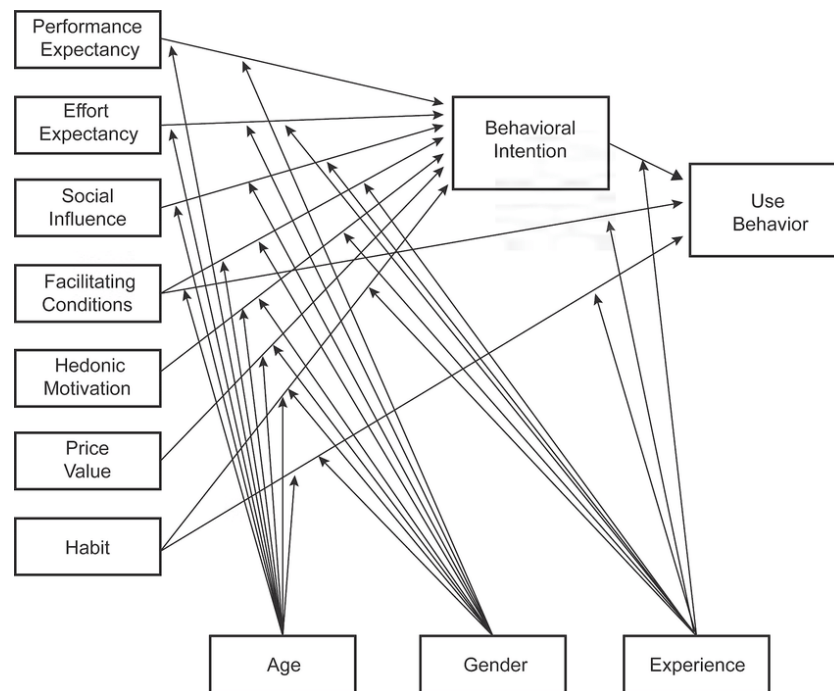 Performance
Expectancy
Effort
Expectancy
Social
Influence
Facilitating
Conditions
Hedonic
Motivation
Price
Value
Habit
Behavioral
Intention
Use
Behavior
Age
Gender
Experience